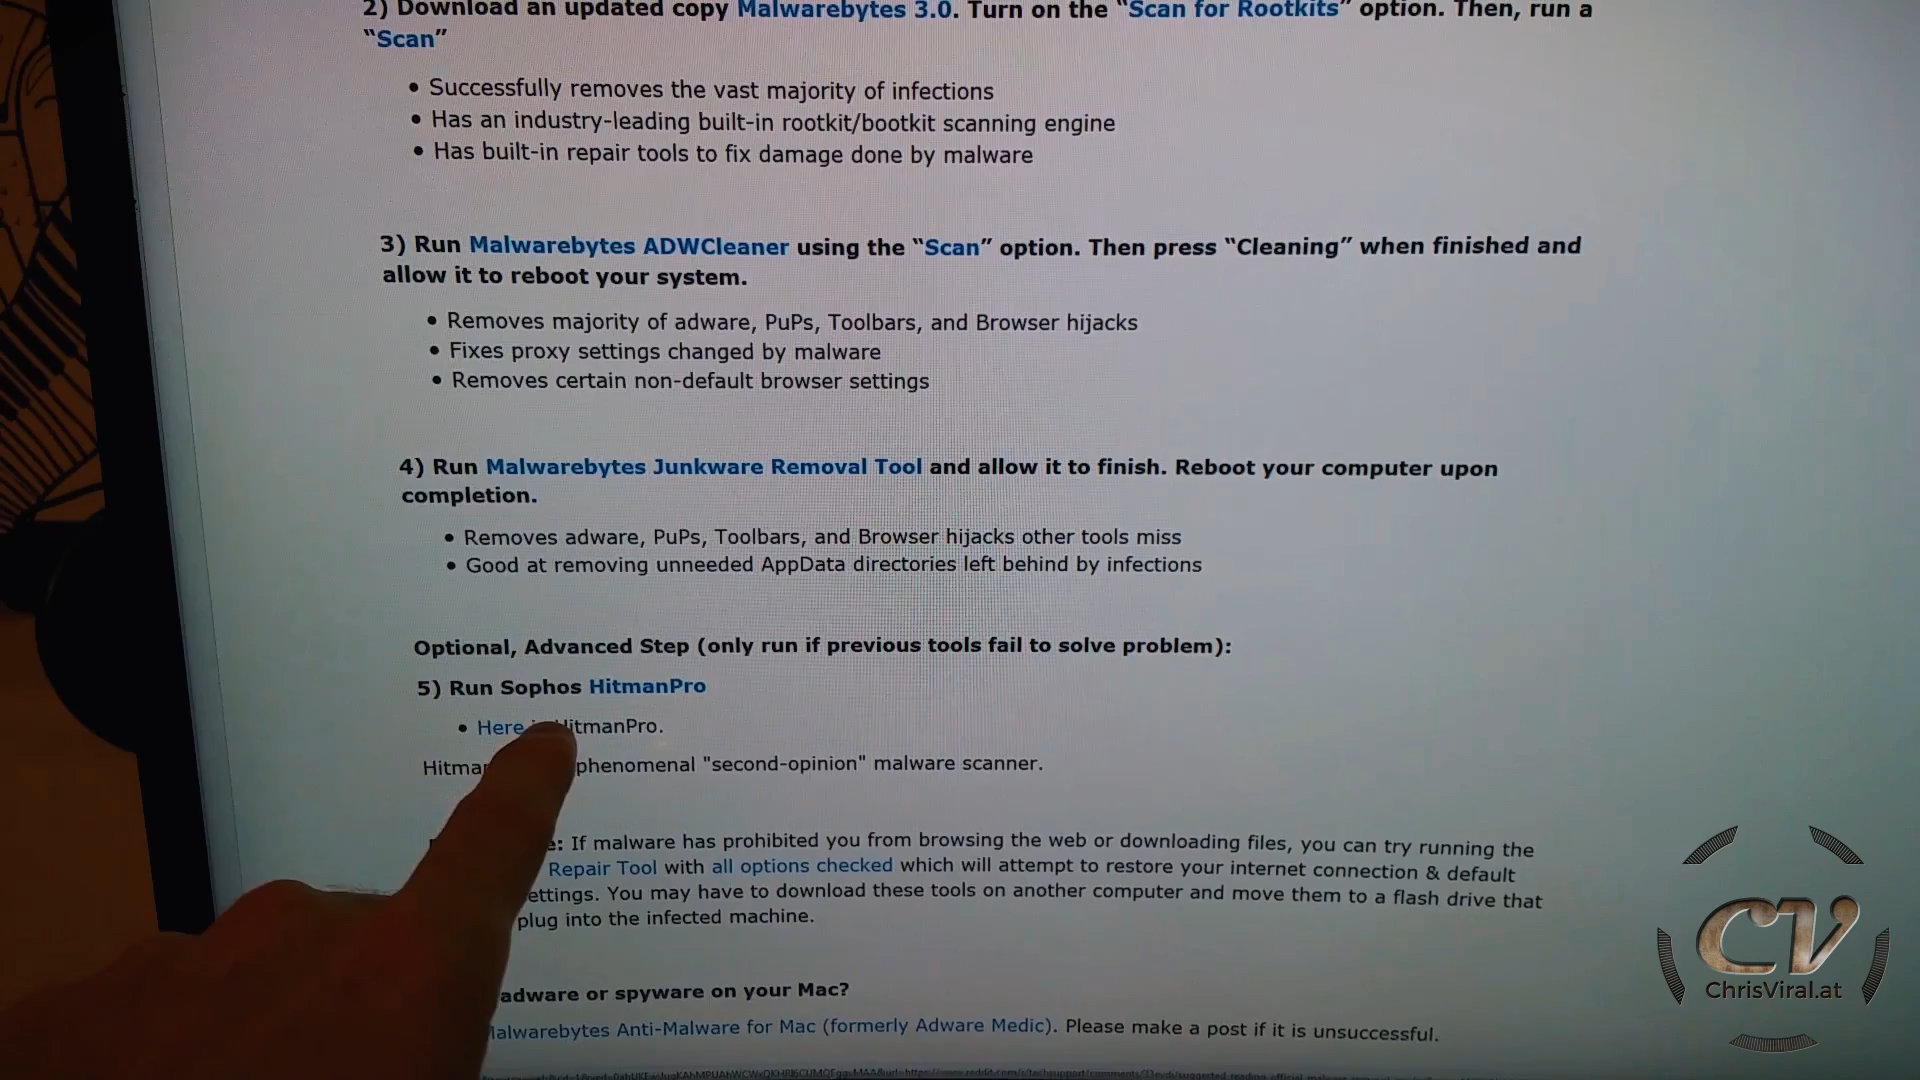 2) Download an updated copy Malwarebytes 3.0. Turn on the "Scan for Rootkits" option. Then, run a
"Scan"
• Successfully removes the vast majority of infections
• Has an industry-leading built-in rootkit/bootkit scanning engine
• Has built-in repair tools to fix damage done by malware
3) Run Malwarebytes ADWCleaner using the "Scan" option. Then press "Cleaning" when finished and
allow it to reboot your system.
• Removes majority of adware, PuPs, Toolbars, and Browser hijacks
• Fixes proxy settings changed by malware
• Removes certain non-default browser settings
4) Run Malwarebytes Junkware Removal Tool and allow it to finish. Reboot your computer upon
completion.
• Removes adware, PuPs, Toolbars, and Browser hijacks other tools miss
• Good at removing unneeded AppData directories left behind by infections
Optional, Advanced Step (only run if previous tools fail to solve problem):
5) Run Sophos HitmanPro
• Here HitmanPro.
phenomenal "second-opinion" malware scanner.
If malware has prohibited you from browsing the web or downloading files, you can try running the
Repair Tool with all options checked which will attempt to restore your internet connection & default
ettings. You may have to download these tools on another computer and move them to a flash drive that
plug into the infected machine.
adware or spyware on your Mac?
Malwarebytes Anti-Malware for Mac (formerly Adware Medic). Please make a post if it is unsuccessful.
CV
ChrisViral.at